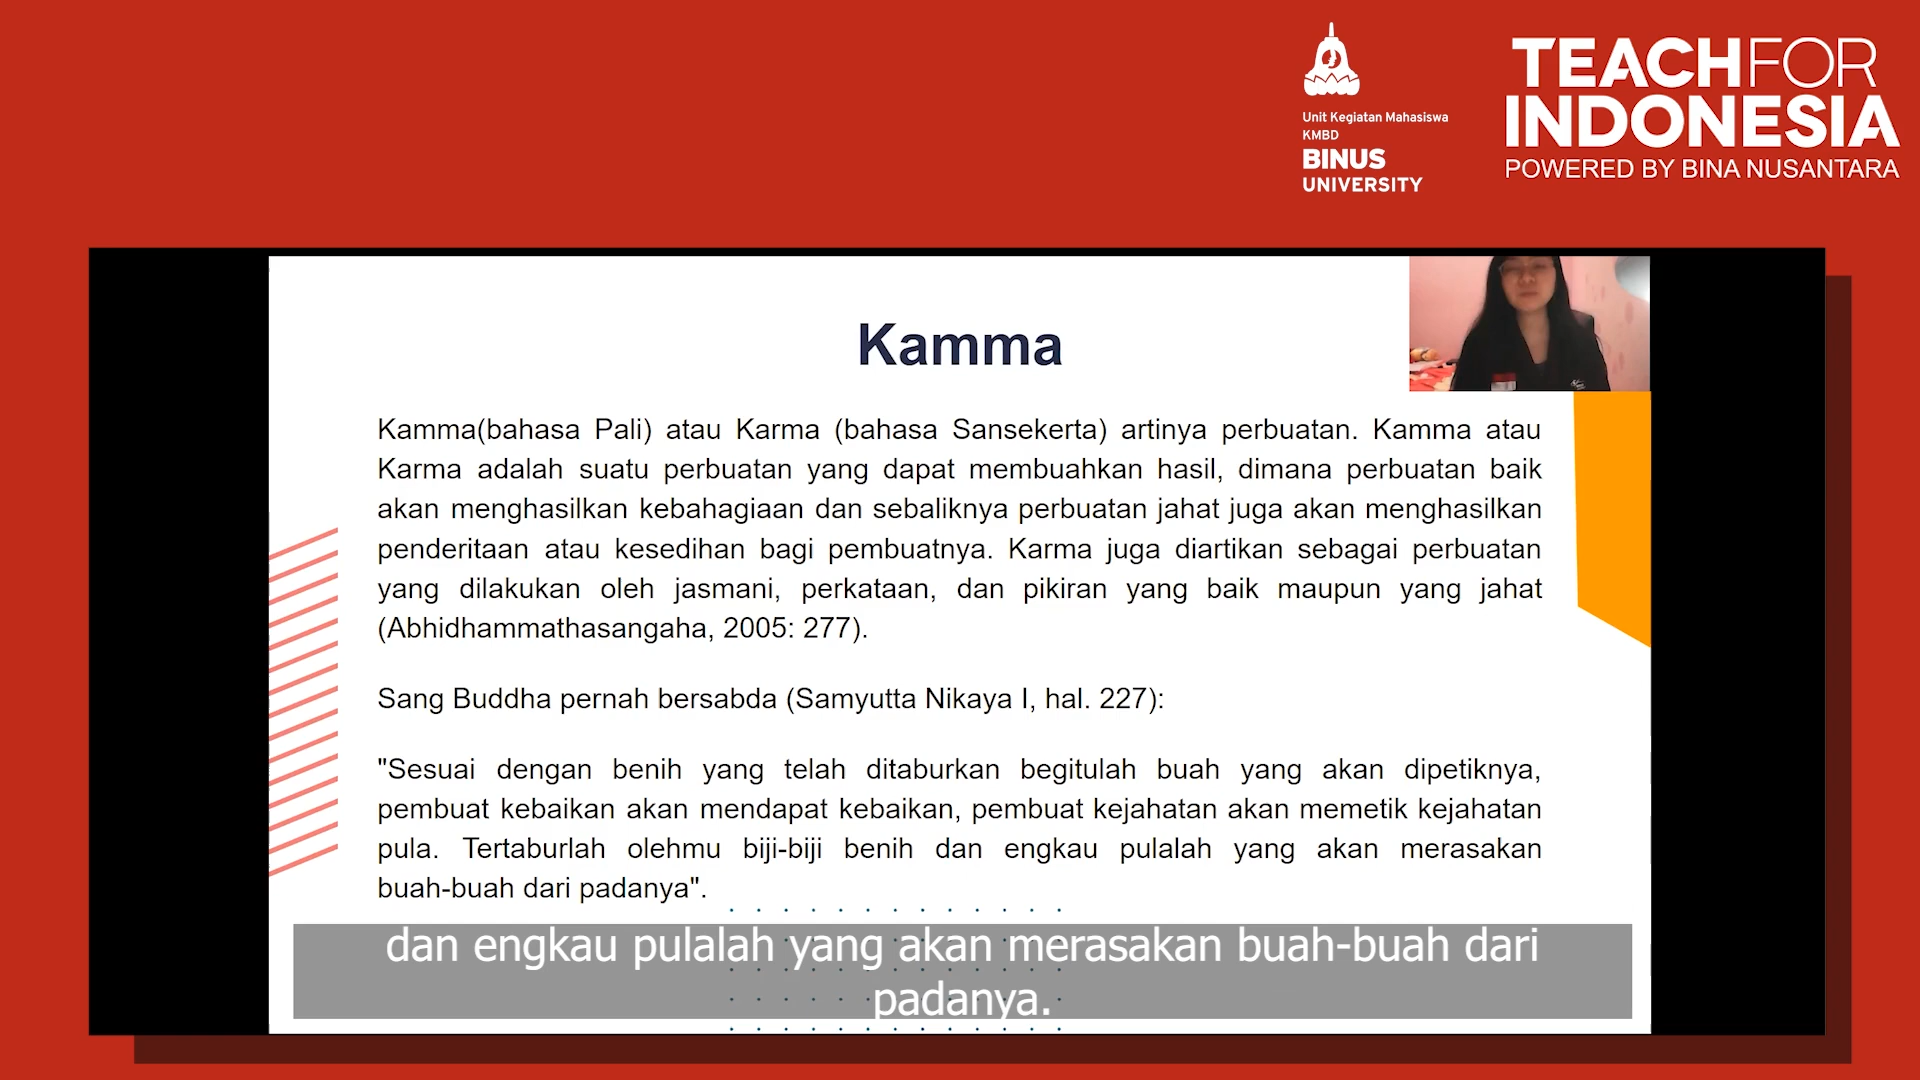 Unit Kegiatan Mahasiswa
KMBD
BINUS
UNIVERSITY
TEACHFOR
INDONESIA
POWERED BY BINA NUSANTARA
Kamma
Kamma(bahasa Pali) atau Karma (bahasa Sansekerta) artinya perbuatan. Kamma atau
Karma adalah suatu perbuatan yang dapat membuahkan hasil, dimana perbuatan baik
akan menghasilkan kebahagiaan dan sebaliknya perbuatan jahat juga akan menghasilkan
penderitaan atau kesedihan bagi pembuatnya. Karma juga diartikan sebagai perbuatan
yang dilakukan oleh jasmani, perkataan, dan pikiran yang baik maupun yang jahat
(Abhidhammathasangaha, 2005: 277).
Sang Buddha pernah bersabda (Samyutta Nikaya I, hal. 227):
"Sesuai dengan benih yang telah ditaburkan begitulah buah yang akan dipetiknya,
pembuat kebaikan akan mendapat kebaikan, pembuat kejahatan akan memetik kejahatan
pula. Tertaburlah olehmu biji-biji benih dan engkau pulalah yang akan merasakan
buah-buah dari padanya".
dan engkau pulalah yang akan merasakan buah-buah dari
padanya.